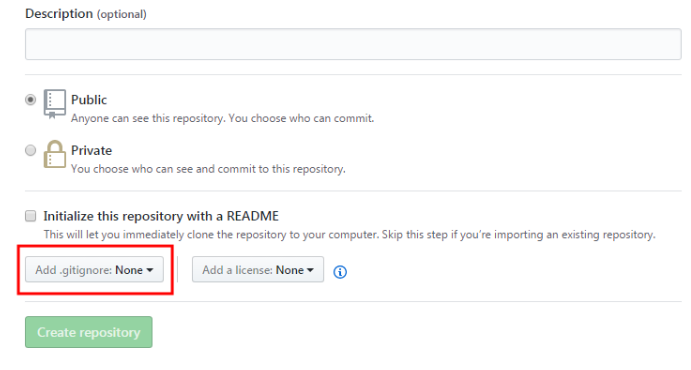 Description (optional)
Public
Anyone can see this repository. You choose who can commit.
Private
You choose who can see and commit to this repository.
Initialize this repository with a README
This will let you immediately clone the repository to your computer. Skip this step if you're importing an existing repository.
Add .gitignore: None Add a license: None
Create repository